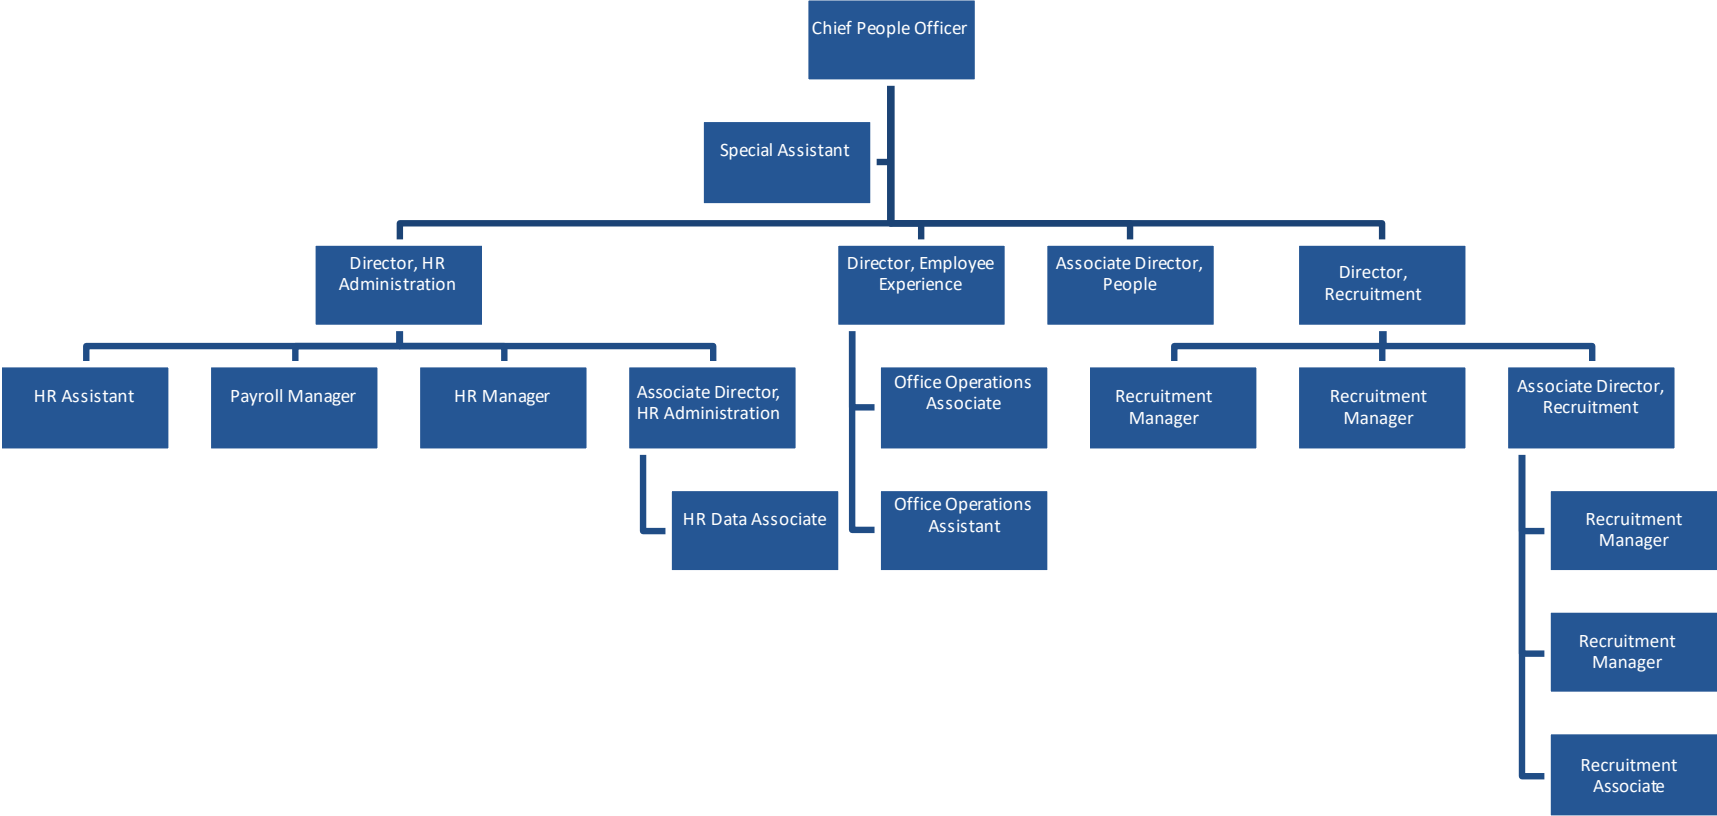 Chief People Officer
Special Assistant
Director, HR
Administration
Director, Employee
Experience
Associate Director,
People
Director,
Recruitment
HR Assistant
Payroll Manager
HR Manager
Associate Director,
HR Administration
Office Operations
Associate
Recruitment
Manager
Recruitment
Manager
Associate Director,
Recruitment
HR Data Associate
Office Operations
Assistant
Recruitment
Manager
Recruitment
Manager
Recruitment
Associate